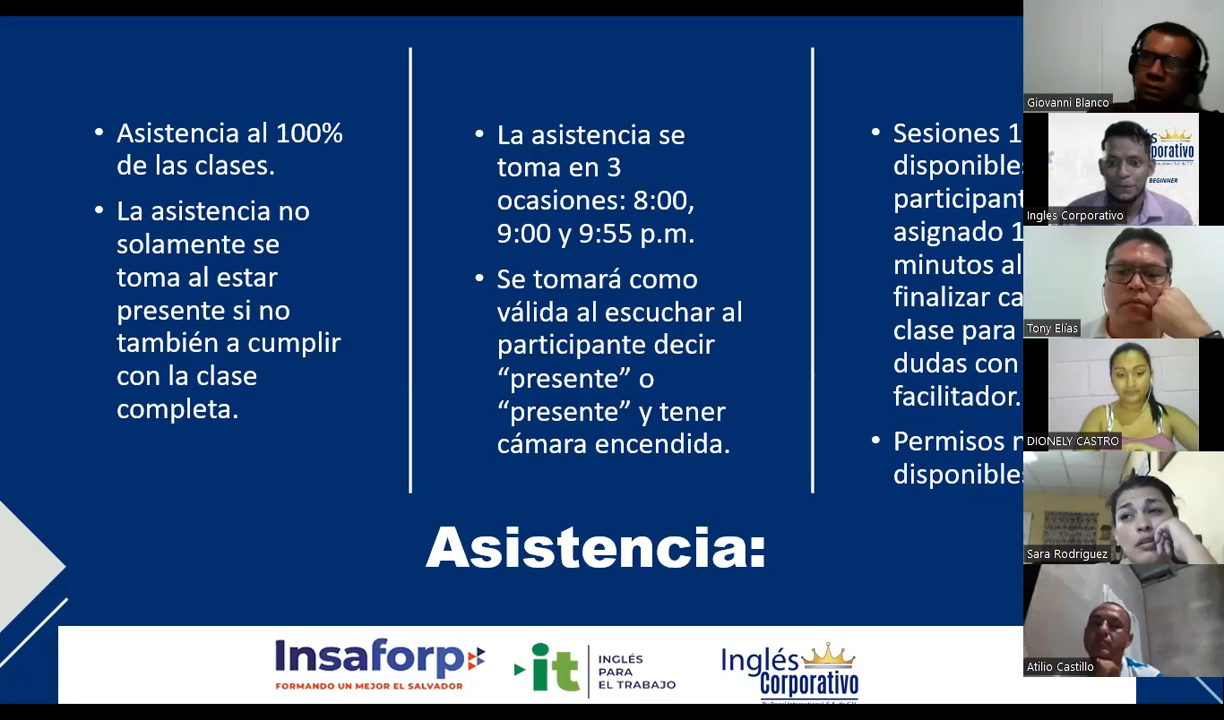 • Asistencia al 100%
de las clases.
• La asistencia no
solamente se
toma al estar
presente si no
también a cumplir
con la clase
completa.
• La asistencia se
toma en 3
ocasiones: 8:00,
9:00 y 9:55 p.m.
• Se tomará como
válida al escuchar al
participante decir
“presente” o
“presente” y tener
cámara encendida.
• Sesiones 1
disponible
participant
asignado 1
minutos al
finalizar ca
clase para
dudas con
facilitador.
• Permisos
disponible
Asistencia:
Insaforp
FORMANDO UN MEJOR EL SALVADOR
it
INGLÉS
PARA
EL TRABAJO
Inglés
Corporativo
Giovanni Blanco
Corporativo
BEGINNER
Inglés Corporativo
Tony Elías
DIONELY CASTRO
Sara Rodríguez
Atilio Castillo